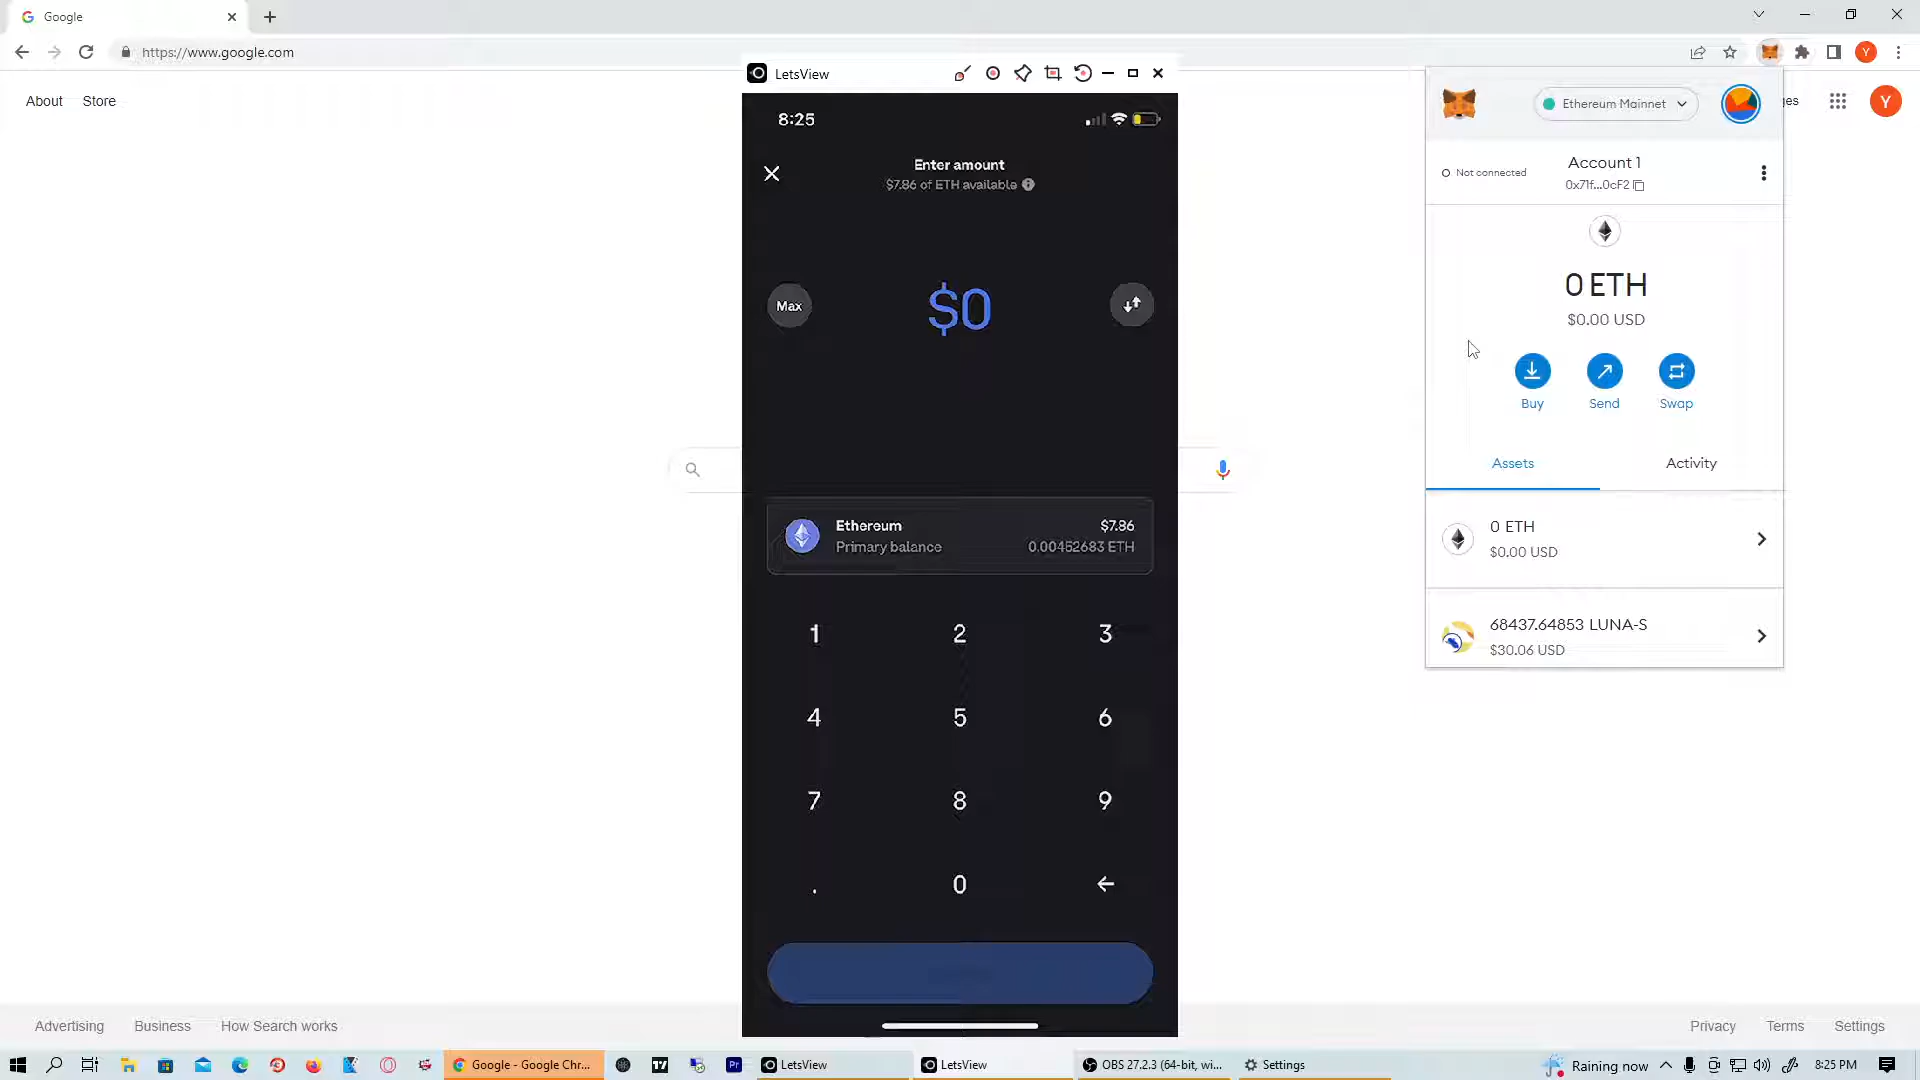 Google
https://www.google.com
Y
LetsView
About
Store
ges
Y
8:25
Enter amount
$7.86 of ETH available
Max
$0
Ethereum
$7.86
Primary balance
0.00452683 ETH
1 2 3
4 5 6
7 8 9
. 0
Ethereum Mainnet
Not connected
Account 1
0x71f...0cF2
0 ETH
$0.00 USD
Buy
Send
Swap
Assets
Activity
0 ETH
$0.00 USD
68437.64853 LUNA-S
$30.06 USD
Advertising
Business
How Search works
Privacy
Terms
Settings
Google - Google Chr...
Pr
LetsView
LetsView
OBS 27.2.3 (64-bit, wi...
Settings
Raining now
8:25 PM